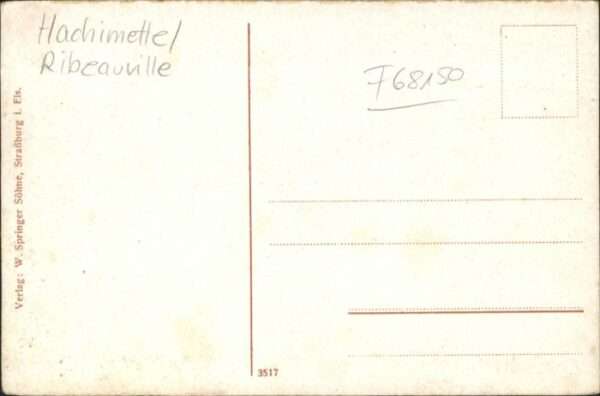 Hachimette/
Ribeauville
F68150
Verlag: W. Springer Söhne, Straßburg i. Els.
3517